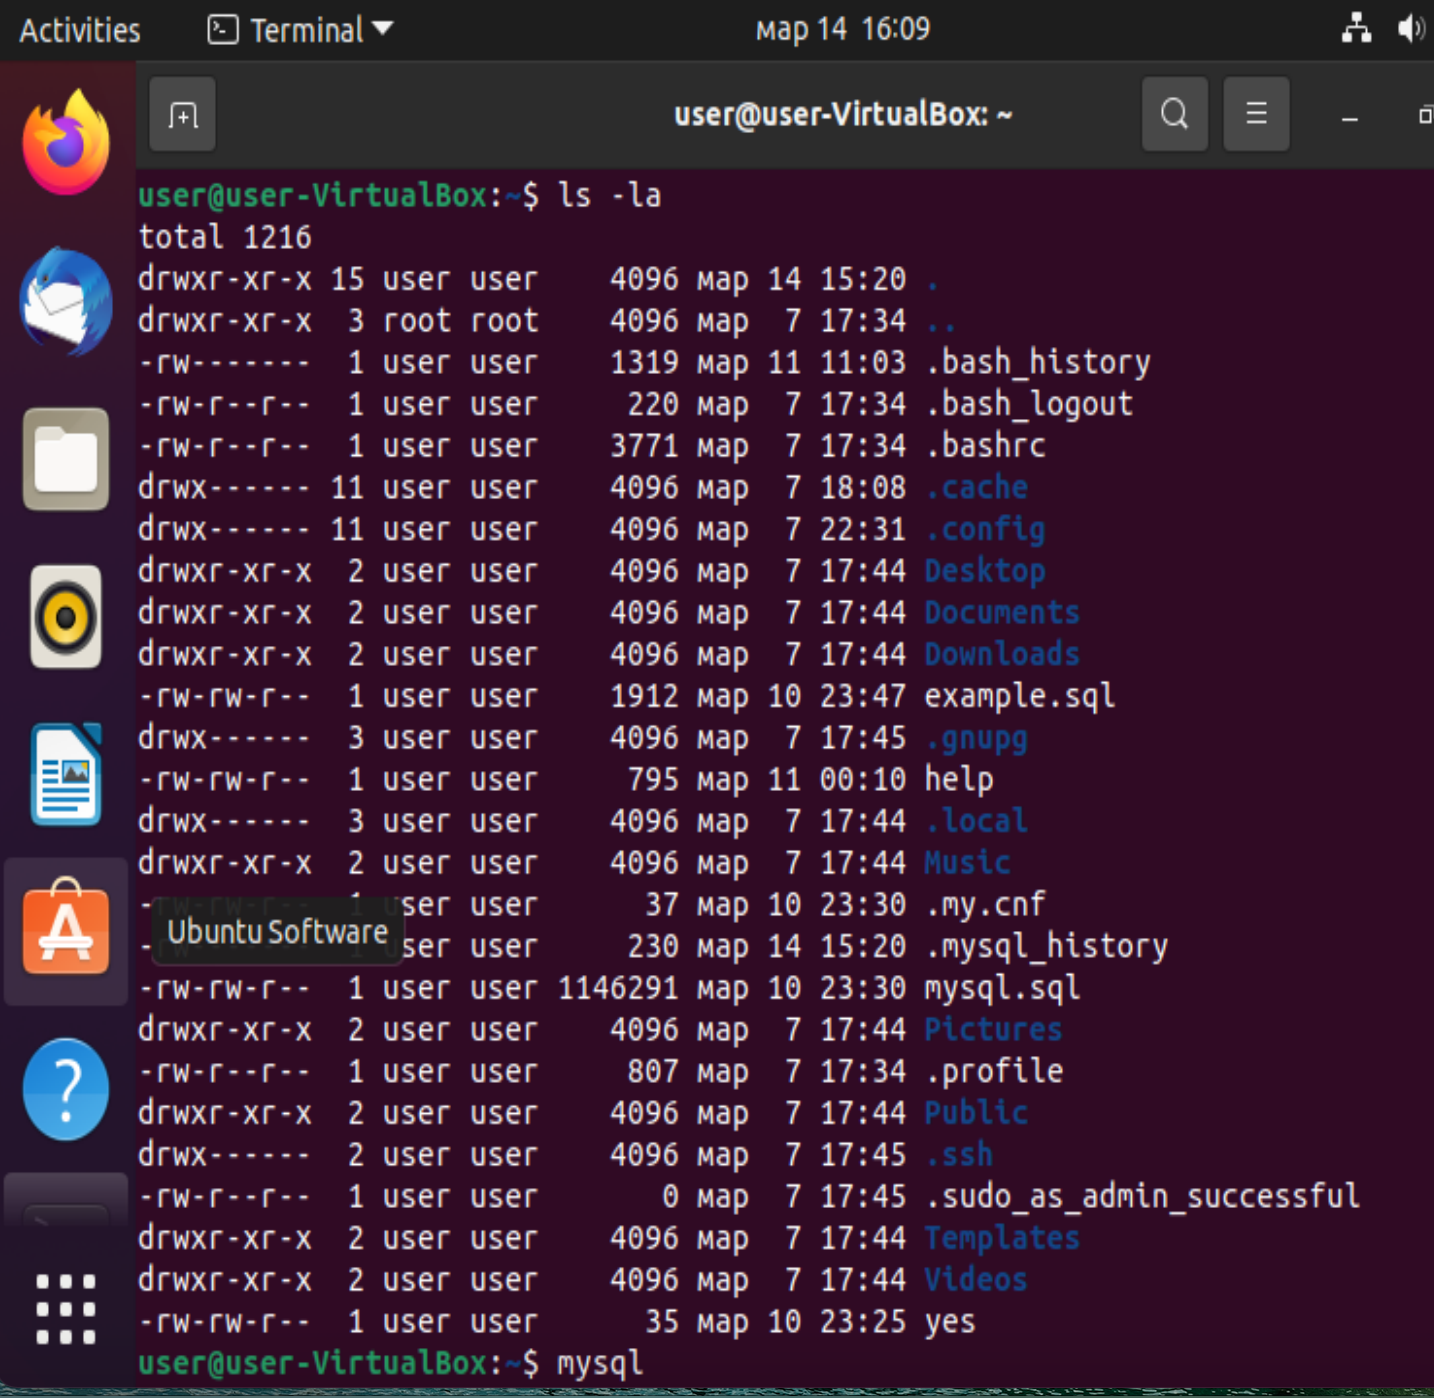 Activities Terminal мар 14 16:09
user@user-VirtualBox: ~
user@user-VirtualBox:~$ ls -la
total 1216
drwxr-xr-x 15 user user 4096 мар 14 15:20 .
drwxr-xr-x 3 root root 4096 мар 7 17:34 ..
-rw------- 1 user user 1319 мар 11 11:03 .bash_history
-rw-r--r-- 1 user user 220 мар 7 17:34 .bash_logout
-rw-r--r-- 1 user user 3771 мар 7 17:34 .bashrc
drwx------ 11 user user 4096 мар 7 18:08 .cache
drwx------ 11 user user 4096 мар 7 22:31 .config
drwxr-xr-x 2 user user 4096 мар 7 17:44 Desktop
drwxr-xr-x 2 user user 4096 мар 7 17:44 Documents
drwxr-xr-x 2 user user 4096 мар 7 17:44 Downloads
-rw-rw-r-- 1 user user 1912 мар 10 23:47 example.sql
drwx------ 3 user user 4096 мар 7 17:45 .gnupg
-rw-rw-r-- 1 user user 795 мар 11 00:10 help
drwx------ 3 user user 4096 мар 7 17:44 .local
drwxr-xr-x 2 user user 4096 мар 7 17:44 Music
-rw-rw-r-- 1 user user 37 мар 10 23:30 .my.cnf
Ubuntu Software
user user 230 мар 14 15:20 .mysql_history
-rw-rw-r-- 1 user user 1146291 мар 10 23:30 mysql.sql
drwxr-xr-x 2 user user 4096 мар 7 17:44 Pictures
-rw-r--r-- 1 user user 807 мар 7 17:34 .profile
drwxr-xr-x 2 user user 4096 мар 7 17:44 Public
drwx------ 2 user user 4096 мар 7 17:45 .ssh
-rw-r--r-- 1 user user 0 мар 7 17:45 .sudo_as_admin_successful
drwxr-xr-x 2 user user 4096 мар 7 17:44 Templates
drwxr-xr-x 2 user user 4096 мар 7 17:44 Videos
-rw-rw-r-- 1 user user 35 мар 10 23:25 yes
user@user-VirtualBox:~$ mysql